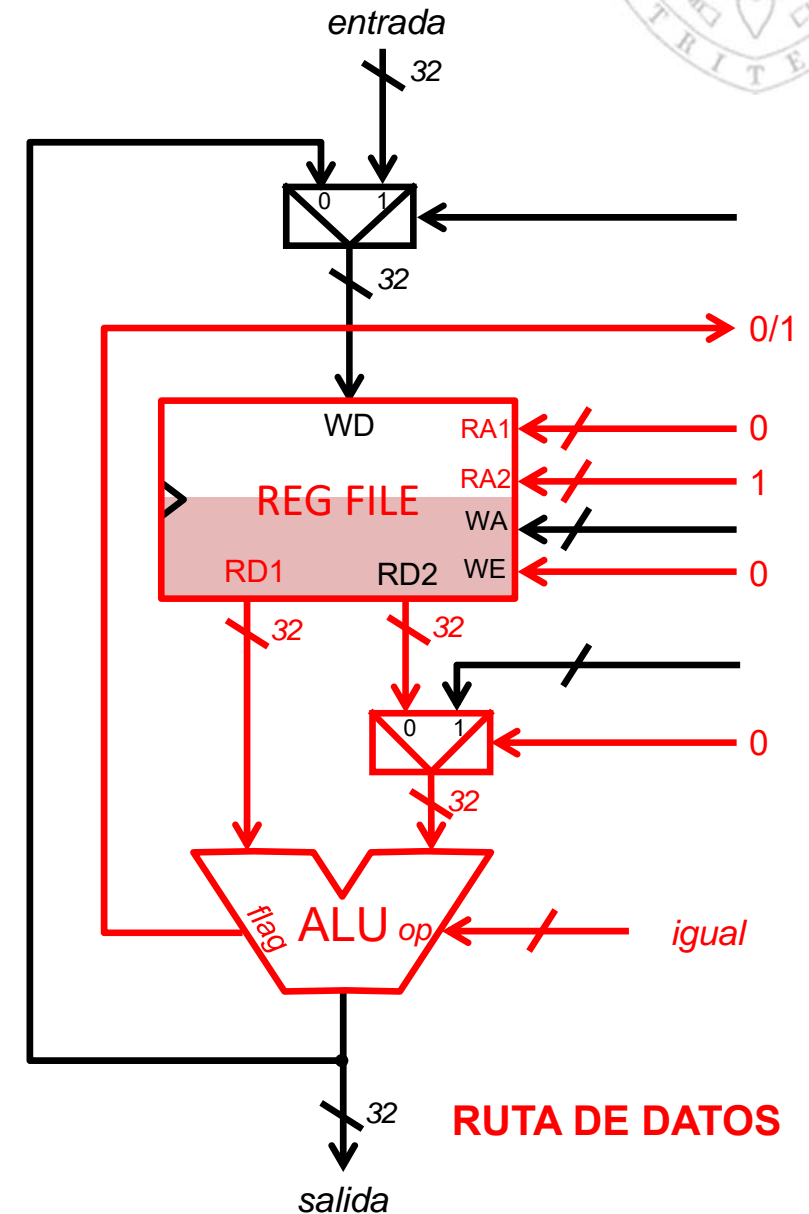 entrada
32
T R I T E
0 1
32
0/1
WD
RA1
0
RA2
1
REG FILE
WA
RD1
RD2
WE
0
32
32
0 1
0
32
flag
ALU
op
igual
32
RUTA DE DATOS
salida